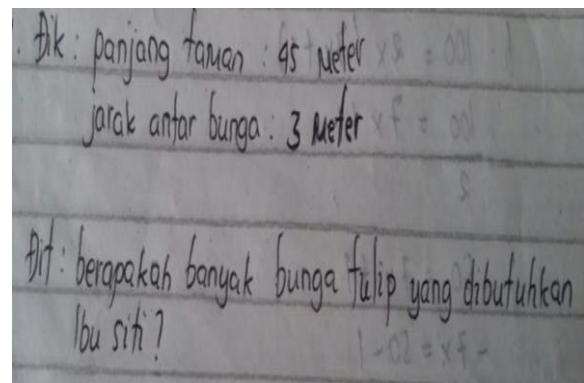 . Dik : panjang taman : 45 Meter
jarak antar bunga : 3 Meter
Dit : berapakah banyak bunga tulip yang dibutuhkan
Ibu siti ?